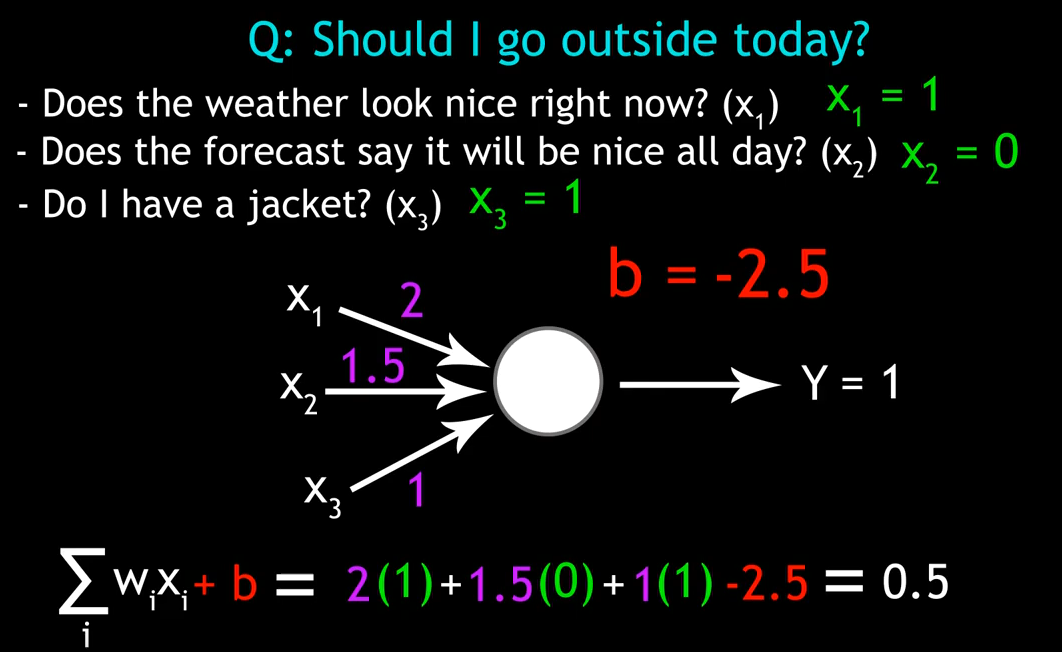 Q: Should I go outside today?
- Does the weather look nice right now? (x₁) x₁ = 1
- Does the forecast say it will be nice all day? (x₂) x₂ = 0
- Do I have a jacket? (x₃) x₃ = 1
b = -2.5
x₁ 2
x₂ 1.5
Y = 1
x₃ 1
∑ᵢ wᵢxᵢ + b = 2(1)+1.5(0)+1(1) -2.5 = 0.5